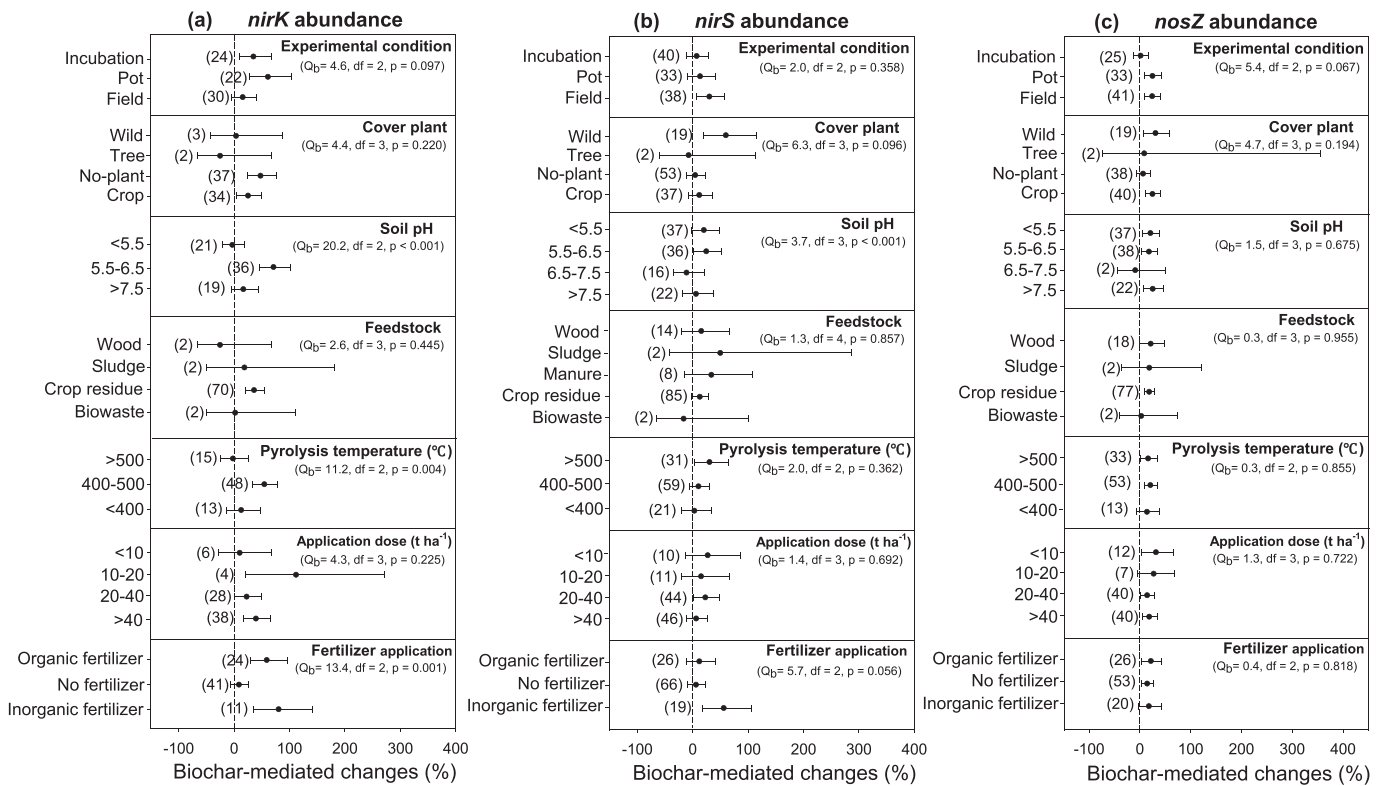 (a) nirK abundance
Experimental condition
(Qb= 4.6, df = 2, p = 0.097)
Incubation (24)
Pot (22)
Field (30)
Cover plant
(Qb= 4.4, df = 3, p = 0.220)
Wild (3)
Tree (2)
No-plant (37)
Crop (34)
Soil pH
(Qb= 20.2, df = 2, p < 0.001)
<5.5 (21)
5.5-6.5 (36)
>7.5 (19)
Feedstock
(Qb= 2.6, df = 3, p = 0.445)
Wood (2)
Sludge (2)
Crop residue (70)
Biowaste (2)
Pyrolysis temperature (℃)
(Qb= 11.2, df = 2, p = 0.004)
>500 (15)
400-500 (48)
<400 (13)
Application dose (t ha-1)
(Qb= 4.3, df = 3, p = 0.225)
<10 (6)
10-20 (4)
20-40 (28)
>40 (38)
Fertilizer application
(Qb= 13.4, df = 2, p = 0.001)
Organic fertilizer (24)
No fertilizer (41)
Inorganic fertilizer (11)
-100 0 100 200 300 400
Biochar-mediated changes (%)
(b) nirS abundance
Experimental condition
(Qb= 2.0, df = 2, p = 0.358)
Incubation (40)
Pot (33)
Field (38)
Cover plant
(Qb= 6.3, df = 3, p = 0.096)
Wild (19)
Tree (2)
No-plant (53)
Crop (37)
Soil pH
(Qb= 3.7, df = 3, p < 0.001)
<5.5 (37)
5.5-6.5 (36)
6.5-7.5 (16)
>7.5 (22)
Feedstock
(Qb= 1.3, df = 4, p = 0.857)
Wood (14)
Sludge (2)
Manure (8)
Crop residue (85)
Biowaste (2)
Pyrolysis temperature (℃)
(Qb= 2.0, df = 2, p = 0.362)
>500 (31)
400-500 (59)
<400 (21)
Application dose (t ha-1)
(Qb= 1.4, df = 3, p = 0.692)
<10 (10)
10-20 (11)
20-40 (44)
>40 (46)
Fertilizer application
(Qb= 5.7, df = 2, p = 0.056)
Organic fertilizer (26)
No fertilizer (66)
Inorganic fertilizer (19)
-100 0 100 200 300 400
Biochar-mediated changes (%)
(c) nosZ abundance
Experimental condition
(Qb= 5.4, df = 2, p = 0.067)
Incubation (25)
Pot (33)
Field (41)
Cover plant
(Qb= 4.7, df = 3, p = 0.194)
Wild (19)
Tree (2)
No-plant (38)
Crop (40)
Soil pH
(Qb= 1.5, df = 3, p = 0.675)
<5.5 (37)
5.5-6.5 (38)
6.5-7.5 (2)
>7.5 (22)
Feedstock
(Qb= 0.3, df = 3, p = 0.955)
Wood (18)
Sludge (2)
Crop residue (77)
Biowaste (2)
Pyrolysis temperature (℃)
(Qb= 0.3, df = 2, p = 0.855)
>500 (33)
400-500 (53)
<400 (13)
Application dose (t ha-1)
(Qb= 1.3, df = 3, p = 0.722)
<10 (12)
10-20 (7)
20-40 (40)
>40 (40)
Fertilizer application
(Qb= 0.4, df = 2, p = 0.818)
Organic fertilizer (26)
No fertilizer (53)
Inorganic fertilizer (20)
-100 0 100 200 300 400
Biochar-mediated changes (%)